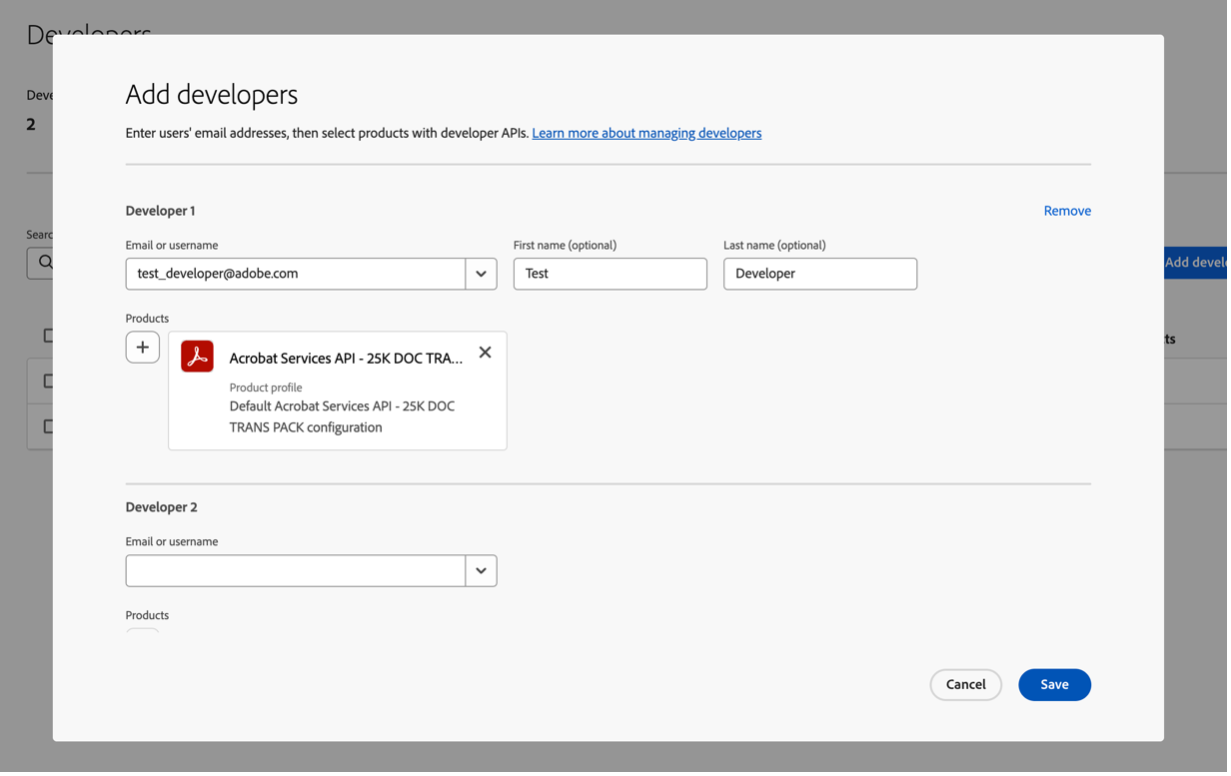 Developers
Deve
2
Searc
Add devel
ts
Add developers
Enter users' email addresses, then select products with developer APIs. Learn more about managing developers
Developer 1
Remove
Email or username
First name (optional)
Last name (optional)
test_developer@adobe.com
Test
Developer
Products
Acrobat Services API - 25K DOC TRA...
Product profile
Default Acrobat Services API - 25K DOC
TRANS PACK configuration
Developer 2
Email or username
Products
Cancel
Save